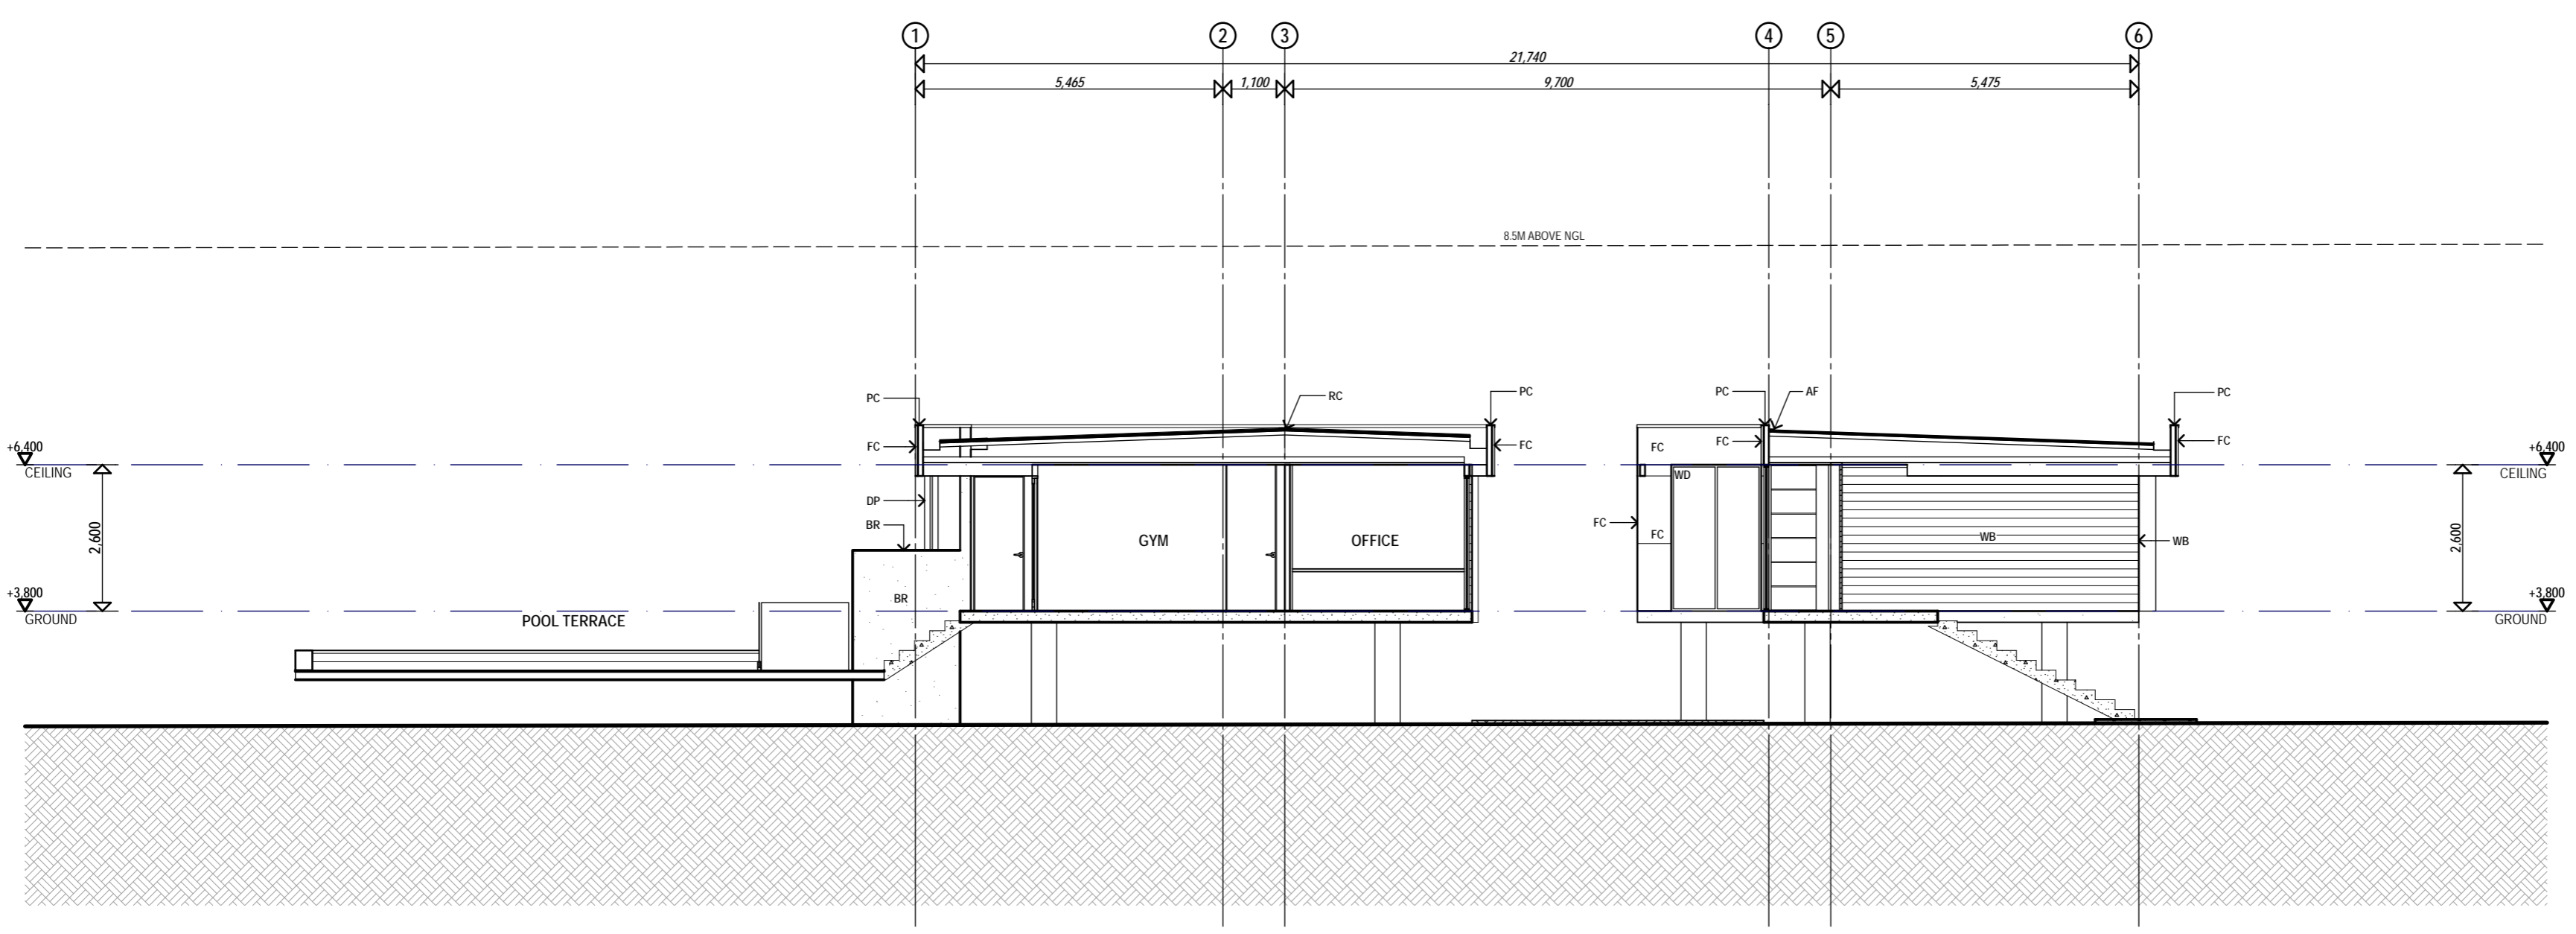 1 2 3 4 5 6
21,740
5,465 1,100 9,700 5,475
8.5M ABOVE NGL
PC RC PC PC AF PC
+6,400 FC FC FC FC FC +6,400
CEILING CEILING
WD
DP
BR FC FC
2,600 GYM OFFICE WB WB 2,600
+3,800 BR +3,800
GROUND POOL TERRACE GROUND